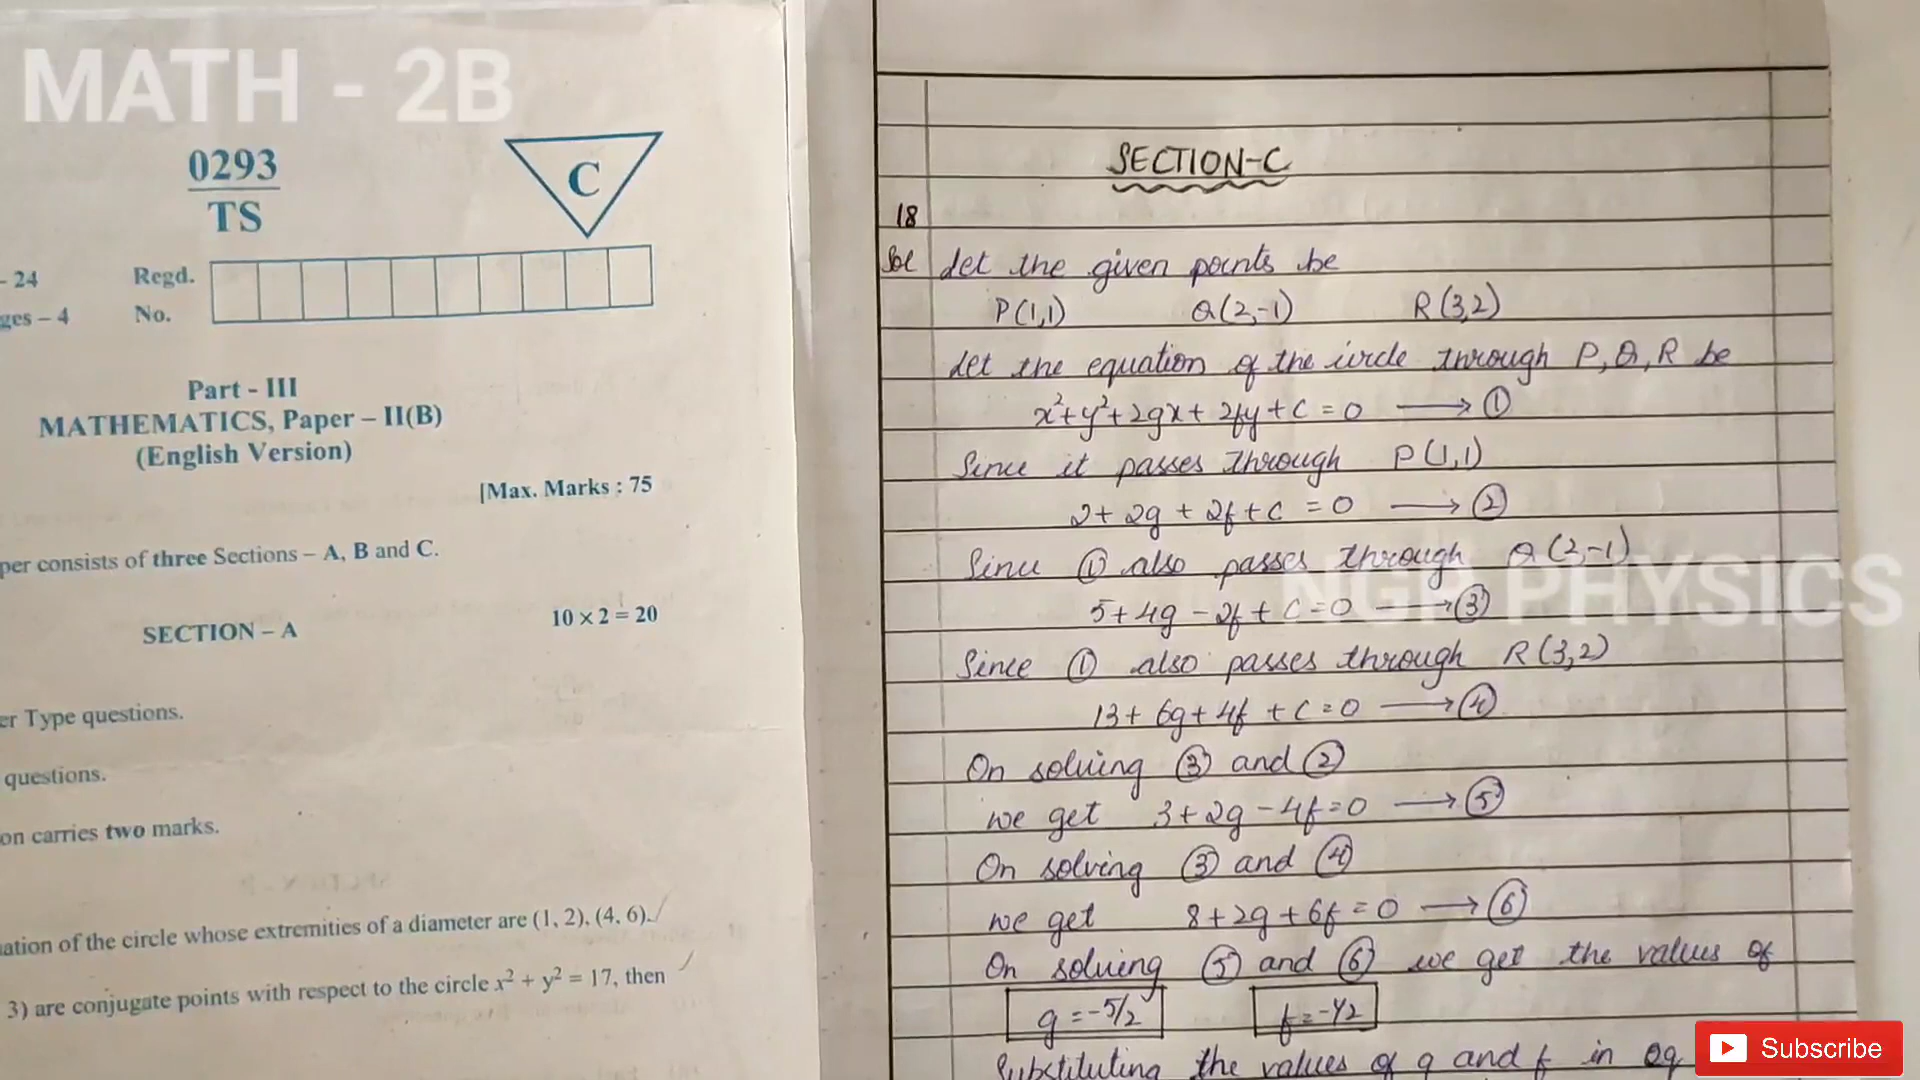 MATH - 2B
0293
TS
C
- 24
Regd.
ges – 4
No.
Part - III
MATHEMATICS, Paper – II(B)
(English Version)
[Max. Marks : 75
per consists of three Sections – A, B and C.
SECTION – A
10 × 2 = 20
er Type questions.
questions.
on carries two marks.
ation of the circle whose extremities of a diameter are (1, 2), (4, 6).
3) are conjugate points with respect to the circle x² + y² = 17, then
SECTION-C
18
Sol Let the given points be
P(1,1) Q(2,-1) R(3,2)
Let the equation of the circle through P, Q, R be
x²+y²+2gx+2fy+c=0 → ①
Since it passes through P(1,1)
2+2g+2f+c=0 → ②
Since ① also passes through Q(2,-1)
5+4g-2f+c=0 → ③
Since ① also passes through R(3,2)
13+6g+4f+c=0 → ④
On solving ③ and ②
we get 3+2g-4f=0 → ⑤
On solving ③ and ④
we get 8+2g+6f=0 → ⑥
On solving ⑤ and ⑥ we get the values of
g=-5/2 f=-1/2
Substituting the values of g and f in eq
NGP PHYSICS
Subscribe